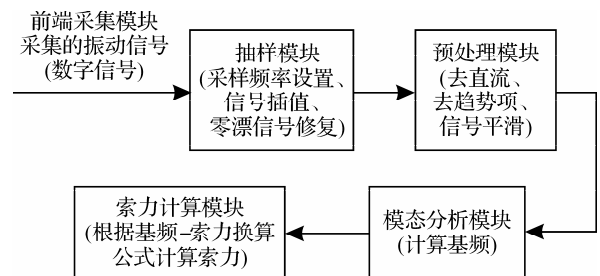 前端采集模块
采集的振动信号
(数字信号)
抽样模块
(采样频率设置、
信号插值、
零漂信号修复)
预处理模块
(去直流、
去趋势项、
信号平滑)
模态分析模块
(计算基频)
索力计算模块
(根据基频-索力换算
公式计算索力)